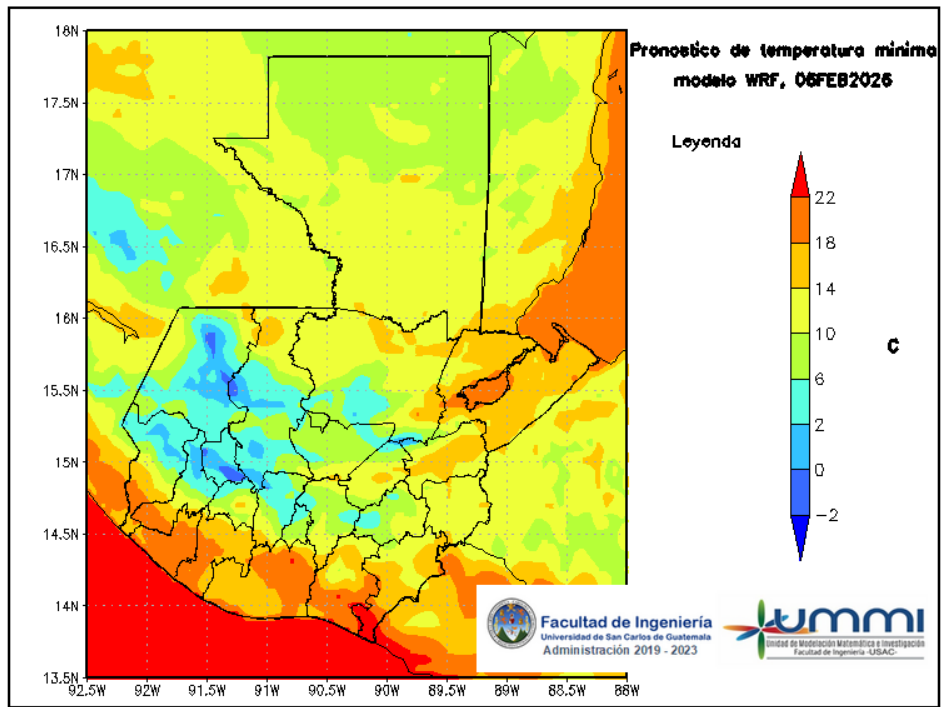 Pronostico de temperatura minima
modelo WRF, 06FEB2026
Leyenda
22
18
14
10
6
2
0
−2
C
18N
17.5N
17N
16.5N
16N
15.5N
15N
14.5N
14N
13.5N
92.5W
92W
91.5W
91W
90.5W
90W
89.5W
89W
88.5W
88W
Facultad de Ingeniería
Universidad de San Carlos de Guatemala
Administración 2019 - 2023
UMMI
Unidad de Modelación Matemática e Investigación
Facultad de Ingeniería -USAC-